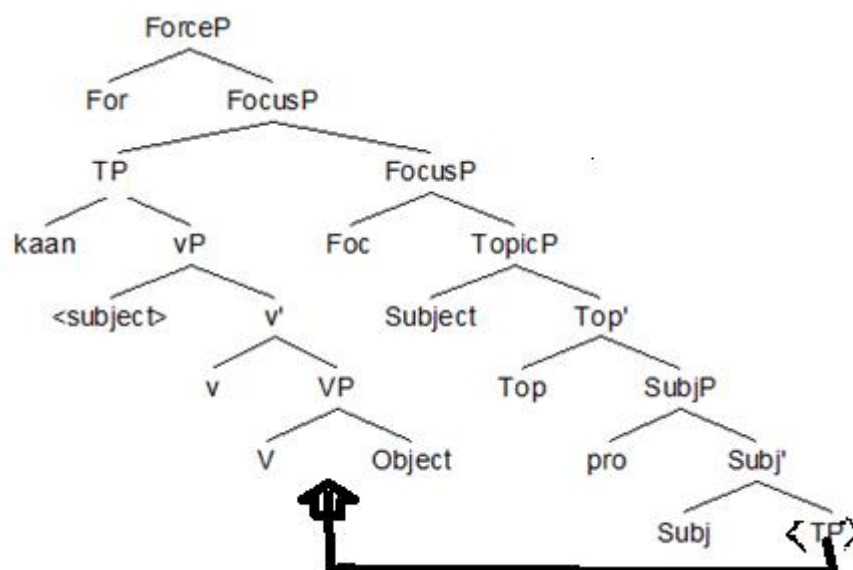 ForceP
For FocusP
TP FocusP
kaan vP Foc TopicP
<subject> v' Subject Top'
v VP Top SubjP
V Object pro Subj'
Subj <TP>